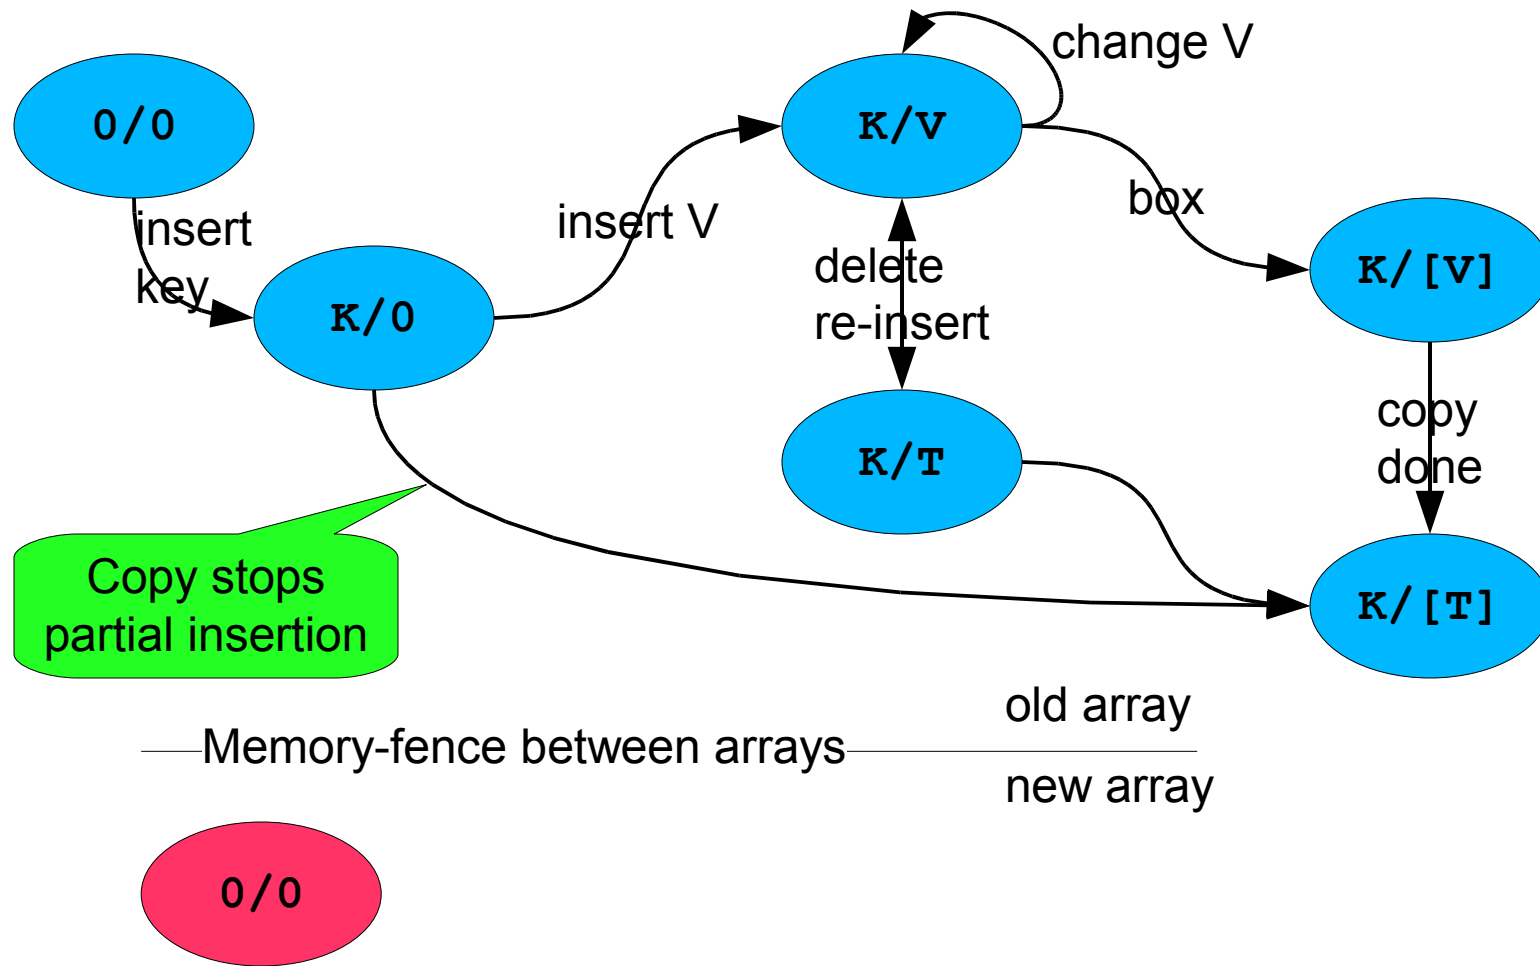 change V
0/0
K/V
insert
key
insert V
box
delete
re-insert
K/[V]
K/0
copy
done
K/T
Copy stops
partial insertion
K/[T]
old array
Memory-fence between arrays
new array
0/0